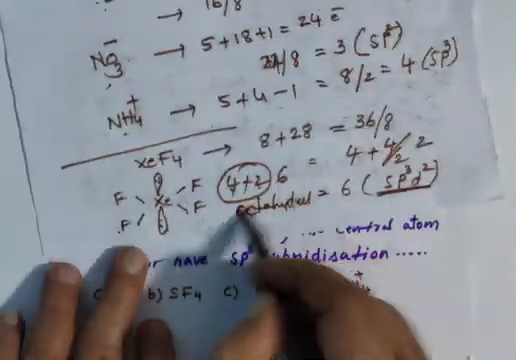 → 16/8
NO₃⁻ → 5+18+1 = 24 e⁻
24/8 = 3 (SP²)
NH₄⁺ → 5+4-1 = 8/2 = 4 (SP³)
XeF₄ → 8+28 = 36/8
4+2 6 = 4 + 4/2 2
= 6 (SP³d²)
F Xe F
F F
central atom
have SP³ hybridisation .....
b) SF₄ c)